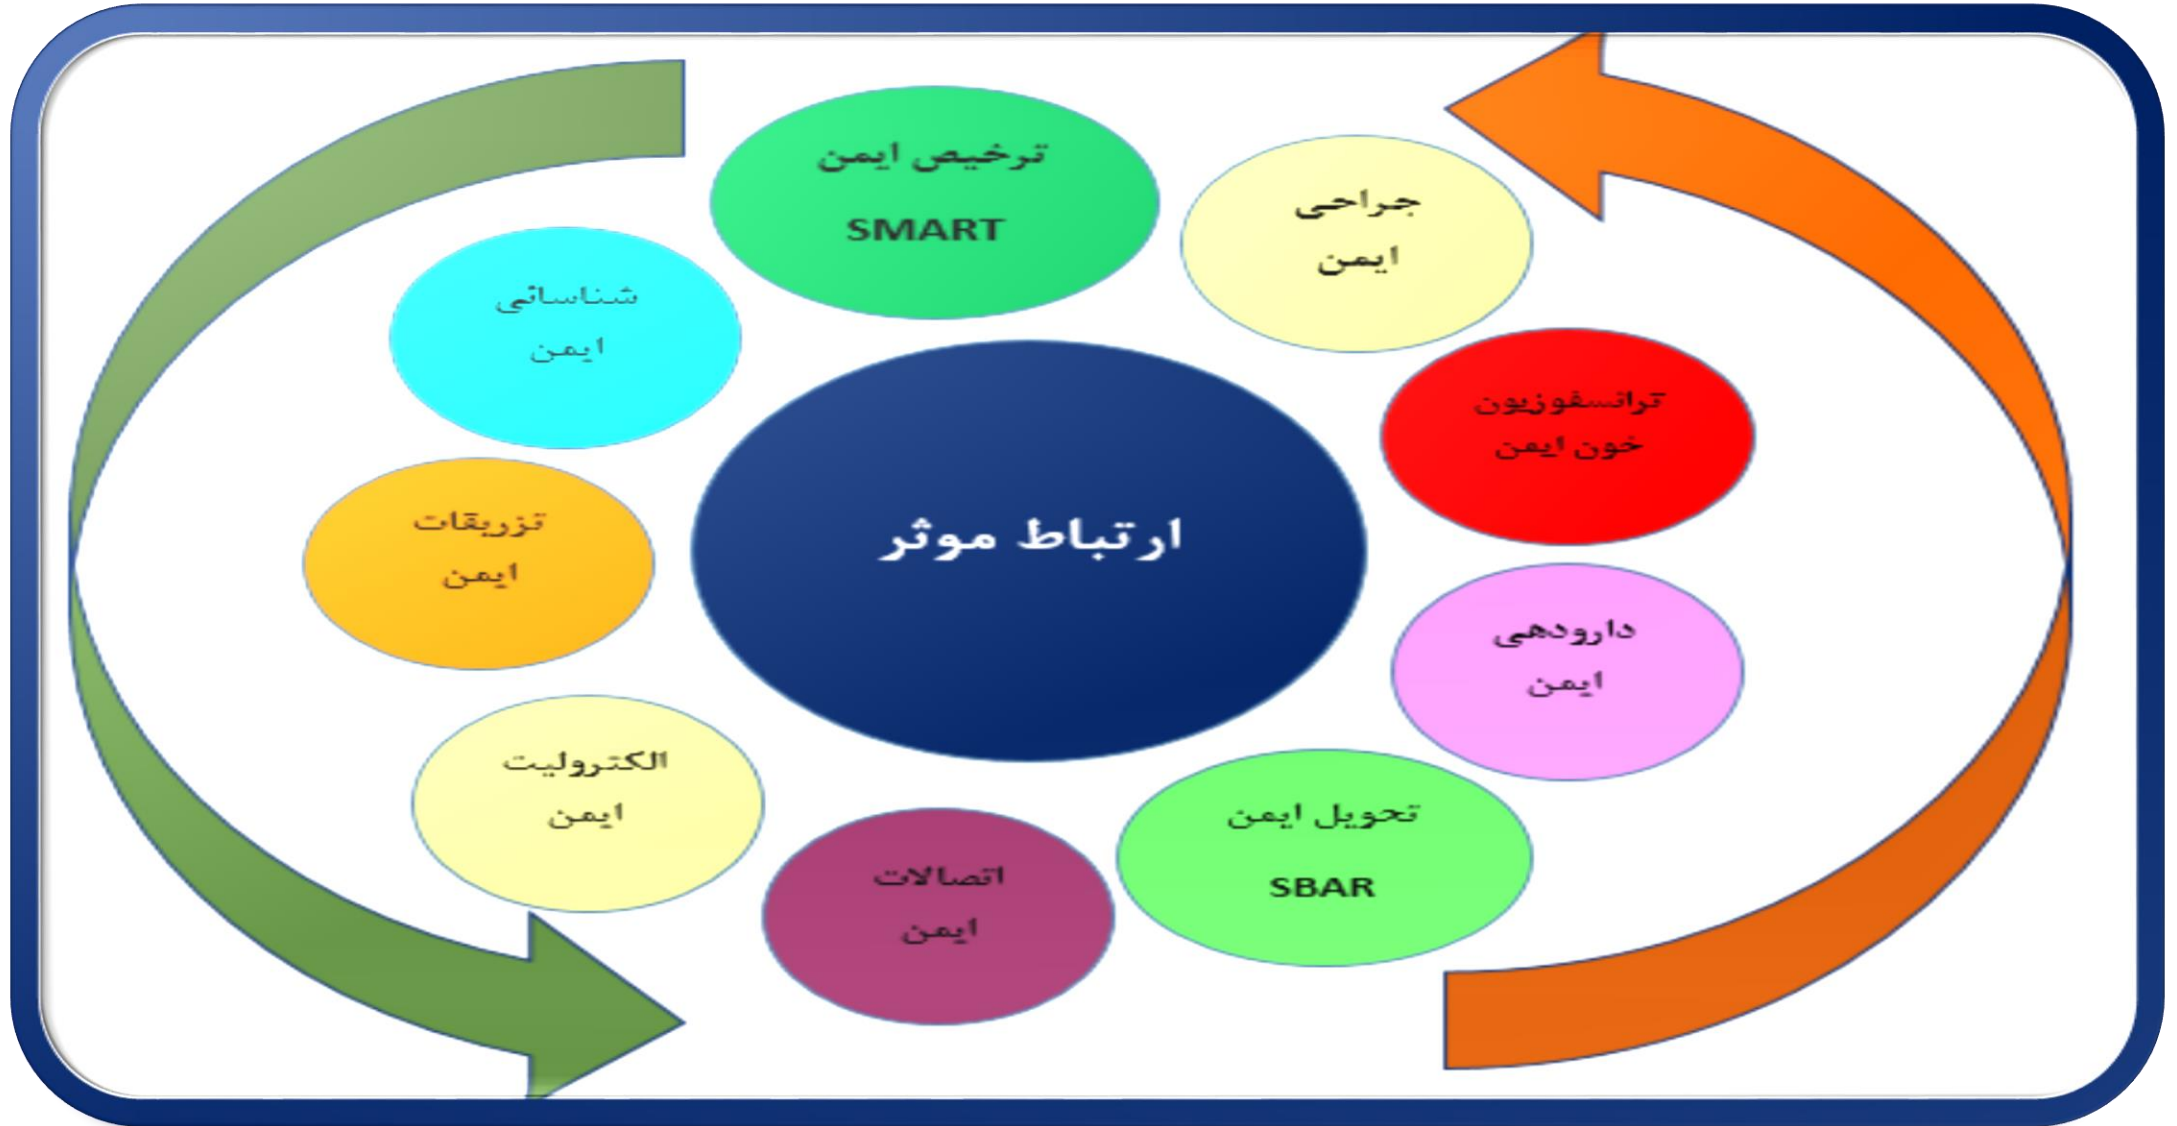 ترخیص ایمن
SMART
جراحی
ایمن
شناسائی
ایمن
ترانسفوزیون
خون ایمن
تزریقات
ایمن
ارتباط موثر
دارودهی
ایمن
الکترولیت
ایمن
تحویل ایمن
SBAR
اتصالات
ایمن